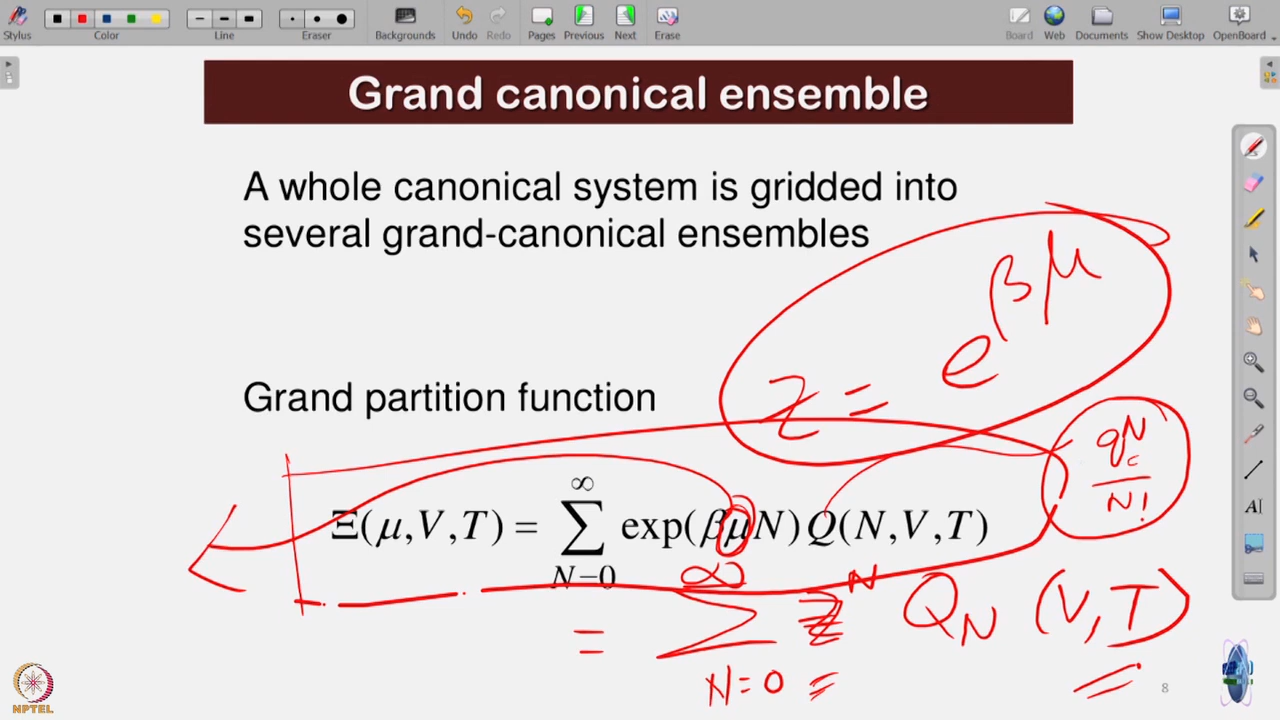 Stylus Color Line Eraser Backgrounds Undo Redo Pages Previous Next Erase Board Web Documents Show Desktop OpenBoard
Grand canonical ensemble
A whole canonical system is gridded into
several grand-canonical ensembles
z = e^{βμ}
Grand partition function
q_c^N / N!
Ξ(μ,V,T) = ∑_{N=0}^{∞} exp(βμN) Q(N,V,T)
= ∑_{N=0}^{∞} z^N Q_N (V,T)
8
NPTEL